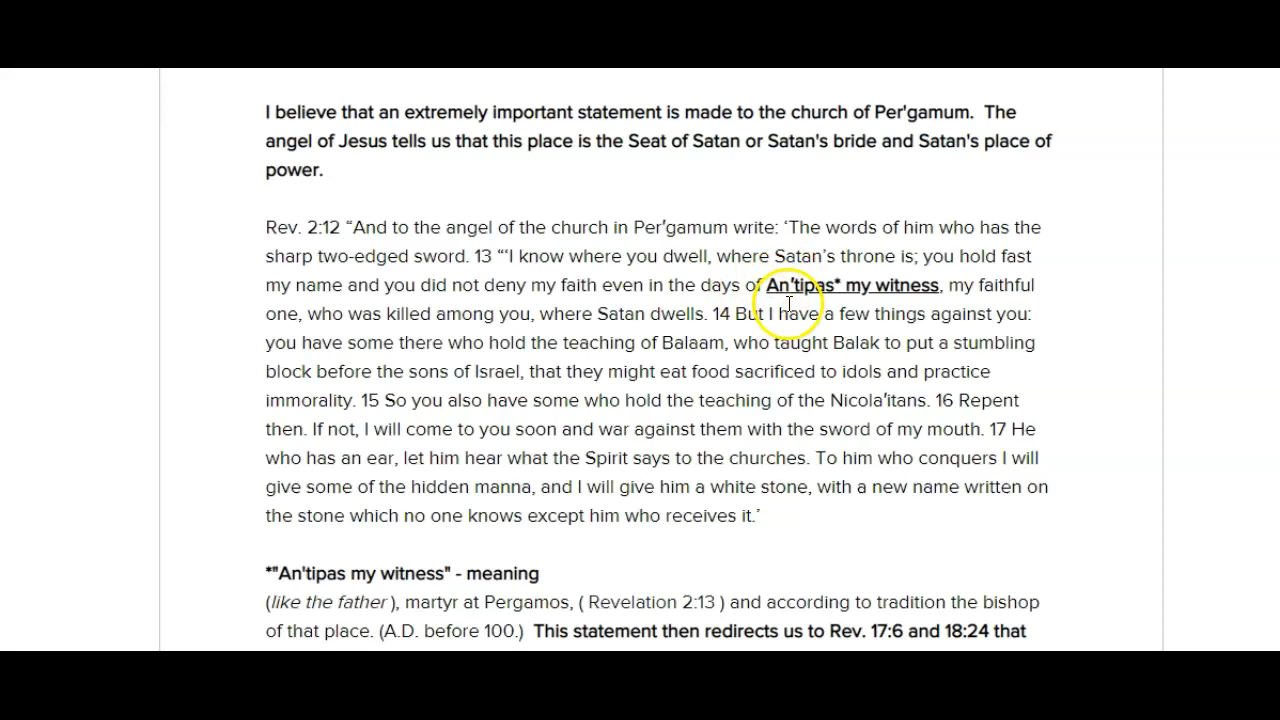 I believe that an extremely important statement is made to the church of Per'gamum.  The
angel of Jesus tells us that this place is the Seat of Satan or Satan's bride and Satan's place of
power.
Rev. 2:12 “And to the angel of the church in Per′gamum write: ‘The words of him who has the
sharp two-edged sword. 13 “‘I know where you dwell, where Satan’s throne is; you hold fast
my name and you did not deny my faith even in the days of An′tipas* my witness, my faithful
one, who was killed among you, where Satan dwells. 14 But I have a few things against you:
you have some there who hold the teaching of Balaam, who taught Balak to put a stumbling
block before the sons of Israel, that they might eat food sacrificed to idols and practice
immorality. 15 So you also have some who hold the teaching of the Nicola′itans. 16 Repent
then. If not, I will come to you soon and war against them with the sword of my mouth. 17 He
who has an ear, let him hear what the Spirit says to the churches. To him who conquers I will
give some of the hidden manna, and I will give him a white stone, with a new name written on
the stone which no one knows except him who receives it.’
*"An'tipas my witness" - meaning
(like the father ), martyr at Pergamos, ( Revelation 2:13 ) and according to tradition the bishop
of that place. (A.D. before 100.)  This statement then redirects us to Rev. 17:6 and 18:24 that